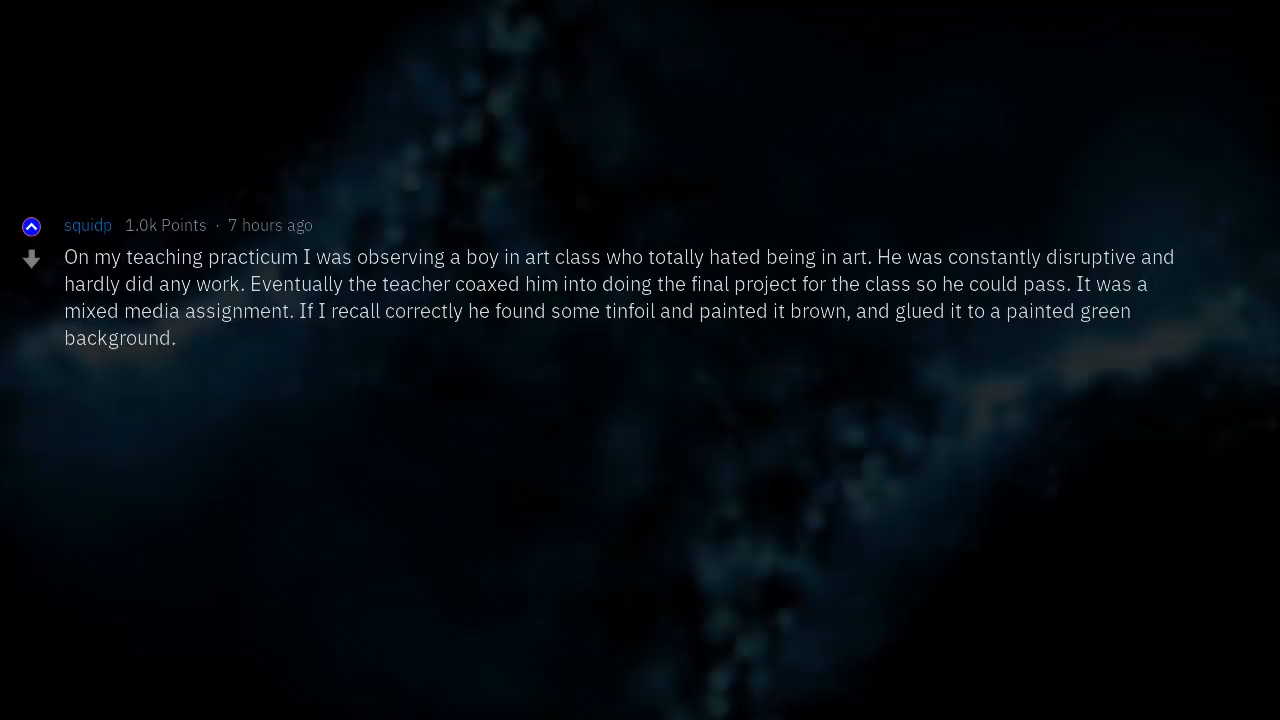 squidp 1.0k Points · 7 hours ago
On my teaching practicum I was observing a boy in art class who totally hated being in art. He was constantly disruptive and
hardly did any work. Eventually the teacher coaxed him into doing the final project for the class so he could pass. It was a
mixed media assignment. If I recall correctly he found some tinfoil and painted it brown, and glued it to a painted green
background.